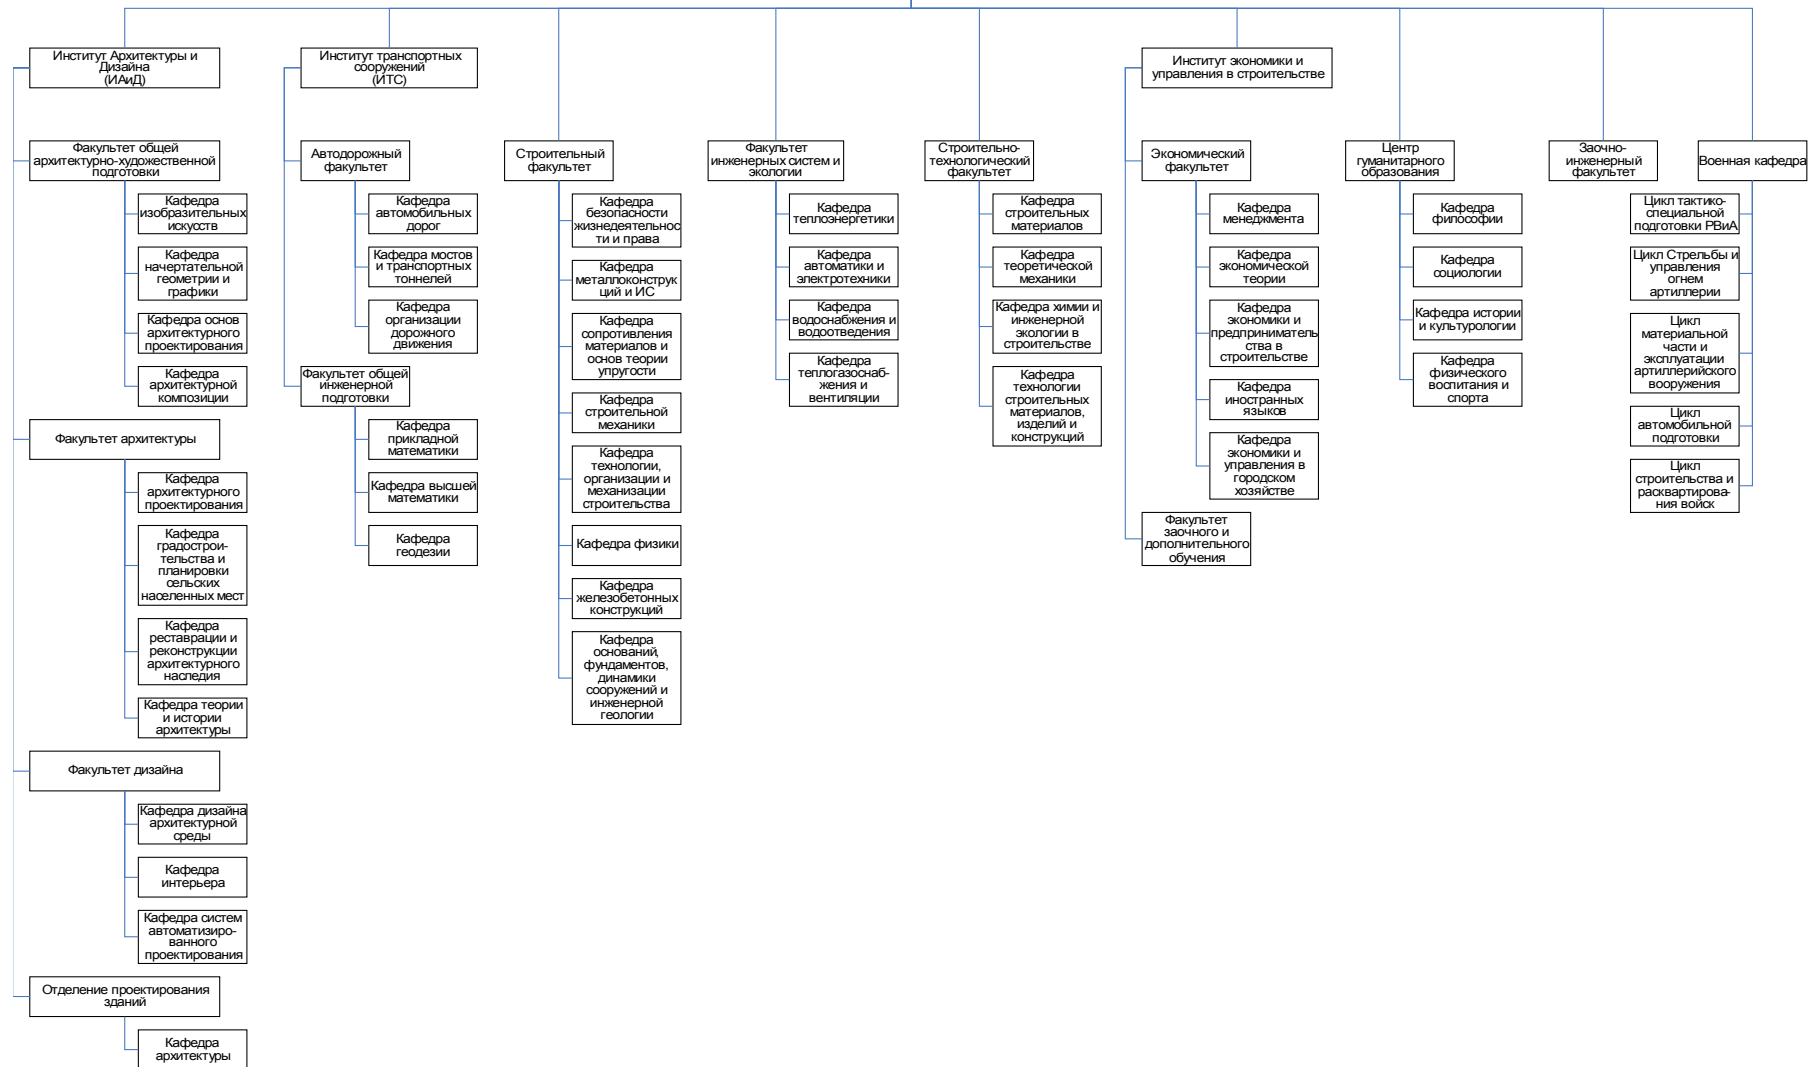 Институт Архитектуры и
Дизайна
(ИАиД)
Факультет общей
архитектурно-художественной
подготовки
Кафедра
изобразительных
искусств
Кафедра
начертательной
геометрии и
графики
Кафедра основ
архитектурного
проектирования
Кафедра
архитектурной
композиции
Факультет архитектуры
Кафедра
архитектурного
проектирования
Кафедра
градострои-
тельства и
планировки
сельских
населенных мест
Кафедра
реставрации и
реконструкции
архитектурного
наследия
Кафедра теории
и истории
архитектуры
Факультет дизайна
Кафедра дизайна
архитектурной
среды
Кафедра
интерьера
Кафедра систем
автоматизиро-
ванного
проектирования
Отделение проектирования
зданий
Кафедра
архитектуры
Институт транспортных
сооружений
(ИТС)
Автодорожный
факультет
Кафедра
автомобильных
дорог
Кафедра мостов
и транспортных
тоннелей
Кафедра
организации
дорожного
движения
Факультет общей
инженерной
подготовки
Кафедра
прикладной
математики
Кафедра высшей
математики
Кафедра
геодезии
Строительный
факультет
Кафедра
безопасности
жизнедеятельнос
ти и права
Кафедра
металлоконструк
ций и ИС
Кафедра
сопротивления
материалов и
основ теории
упругости
Кафедра
строительной
механики
Кафедра
технологии,
организации и
механизации
строительства
Кафедра физики
Кафедра
железобетонных
конструкций
Кафедра
оснований,
фундаментов,
динамики
сооружений и
инженерной
геологии
Факультет
инженерных систем и
экологии
Кафедра
теплоэнергетики
Кафедра
автоматики и
электротехники
Кафедра
водоснабжения и
водоотведения
Кафедра
теплогазоснаб-
жения и
вентиляции
Строительно-
технологический
факультет
Кафедра
строительных
материалов
Кафедра
теоретической
механики
Кафедра химии и
инженерной
экологии в
строительстве
Кафедра
технологии
строительных
материалов,
изделий и
конструкций
Институт экономики и
управления в строительстве
Экономический
факультет
Кафедра
менеджмента
Кафедра
экономической
теории
Кафедра
экономики и
предприниматель
ства в
строительстве
Кафедра
иностранных
языков
Кафедра
экономики и
управления в
городском
хозяйстве
Факультет
заочного и
дополнительного
обучения
Центр
гуманитарного
образования
Кафедра
философии
Кафедра
социологии
Кафедра истории
и культурологии
Кафедра
физического
воспитания и
спорта
Заочно-
инженерный
факультет
Военная кафедра
Цикл тактико-
специальной
подготовки РВиА
Цикл Стрельбы и
управления
огнем
артиллерии
Цикл
материальной
части и
эксплуатации
артиллерийского
вооружения
Цикл
автомобильной
подготовки
Цикл
строительства и
расквартирова-
ния войск